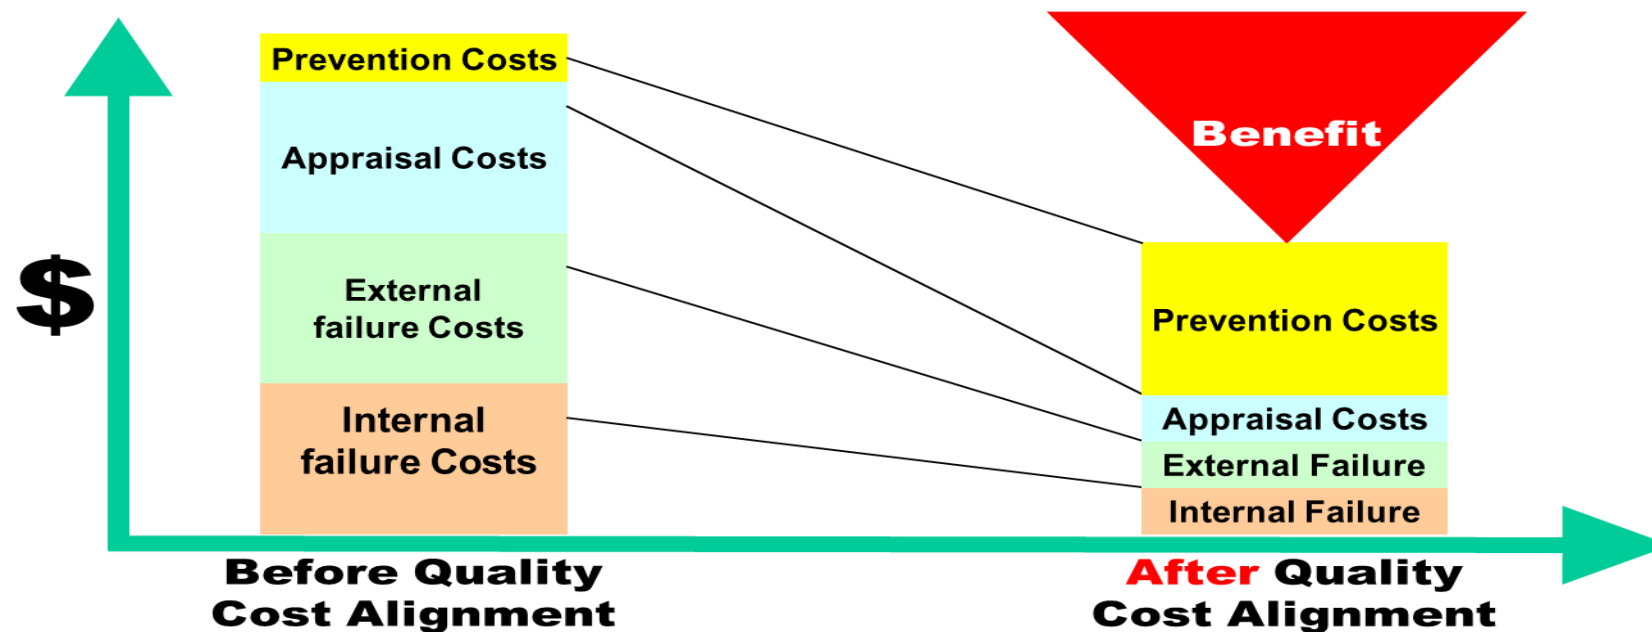 $
Prevention Costs
Appraisal Costs
External
failure Costs
Internal
failure Costs
Before Quality
Cost Alignment
Benefit
Prevention Costs
Appraisal Costs
External Failure
Internal Failure
After Quality
Cost Alignment